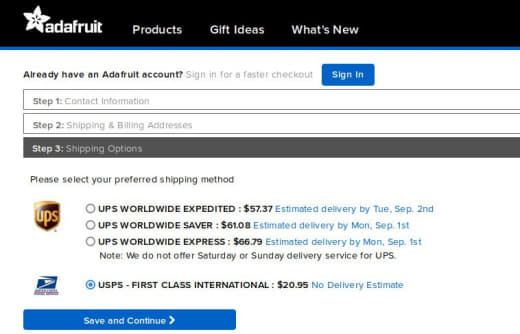 adafruit
Products Gift Ideas What's New
Already have an Adafruit account? Sign in for a faster checkout Sign In
Step 1: Contact Information
Step 2: Shipping & Billing Addresses
Step 3: Shipping Options
Please select your preferred shipping method
ups
UPS WORLDWIDE EXPEDITED : $57.37 Estimated delivery by Tue, Sep. 2nd
UPS WORLDWIDE SAVER : $61.08 Estimated delivery by Mon, Sep. 1st
UPS WORLDWIDE EXPRESS : $66.79 Estimated delivery by Mon, Sep. 1st
Note: We do not offer Saturday or Sunday delivery service for UPS.
USPS - FIRST CLASS INTERNATIONAL : $20.95 No Delivery Estimate
Save and Continue